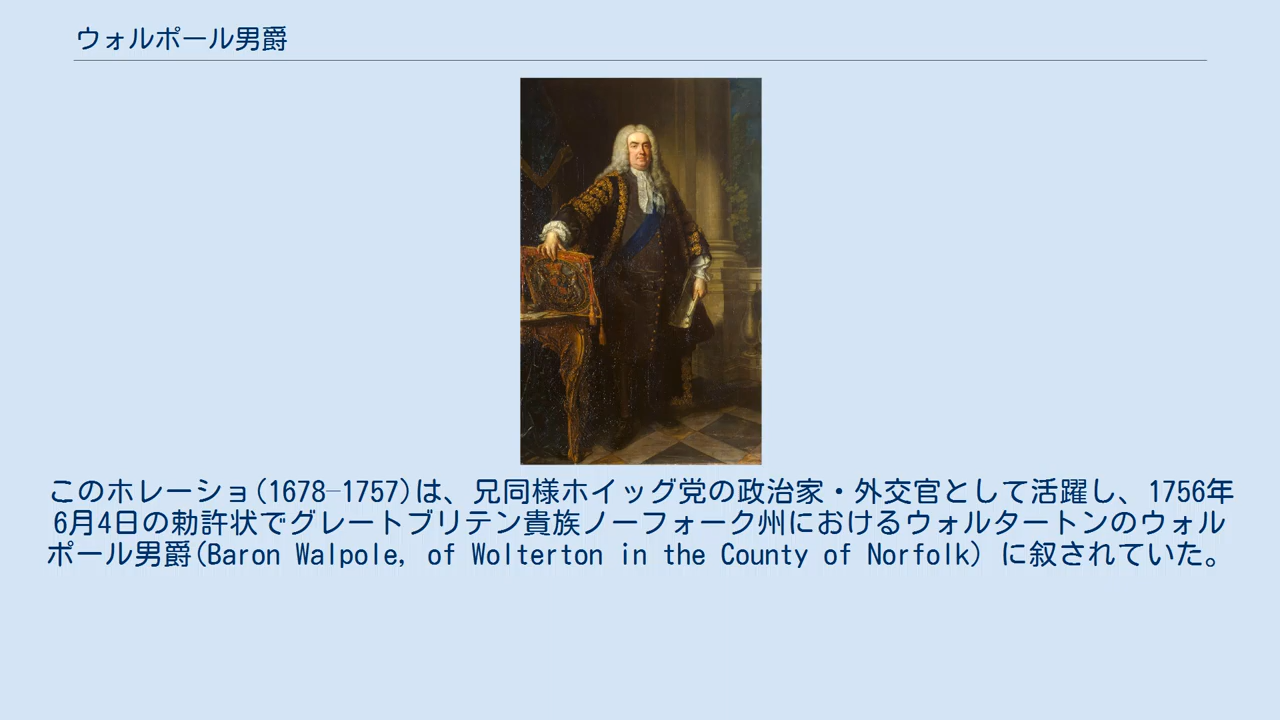 ウォルポール男爵
このホレーショ(1678–1757)は、兄同様ホイッグ党の政治家・外交官として活躍し、1756年
6月4日の勅許状でグレートブリテン貴族ノーフォーク州におけるウォルタートンのウォル
ポール男爵(Baron Walpole, of Wolterton in the County of Norfolk) に叙されていた。